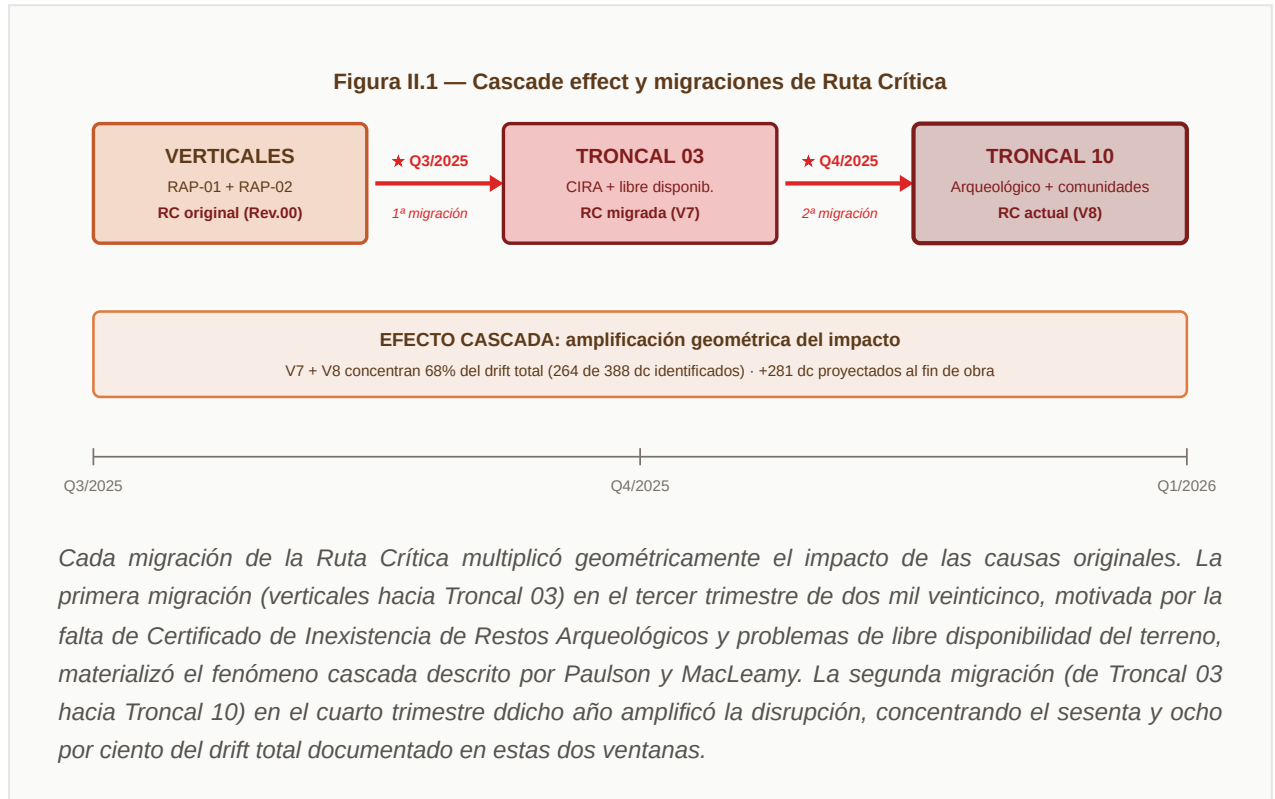 Figura II.1 — Cascade effect y migraciones de Ruta Crítica
VERTICALES
RAP-01 + RAP-02
RC original (Rev.00)
★ Q3/2025
1ª migración
TRONCAL 03
CIRA + libre disponib.
RC migrada (V7)
★ Q4/2025
2ª migración
TRONCAL 10
Arqueológico + comunidades
RC actual (V8)
EFECTO CASCADA: amplificación geométrica del impacto
V7 + V8 concentran 68% del drift total (264 de 388 dc identificados) · +281 dc proyectados al fin de obra
Q3/2025
Q4/2025
Q1/2026
Cada migración de la Ruta Crítica multiplicó geométricamente el impacto de las causas originales. La
primera migración (verticales hacia Troncal 03) en el tercer trimestre de dos mil veinticinco, motivada por la
falta de Certificado de Inexistencia de Restos Arqueológicos y problemas de libre disponibilidad del terreno,
materializó el fenómeno cascada descrito por Paulson y MacLeamy. La segunda migración (de Troncal 03
hacia Troncal 10) en el cuarto trimestre ddicho año amplificó la disrupción, concentrando el sesenta y ocho
por ciento del drift total documentado en estas dos ventanas.